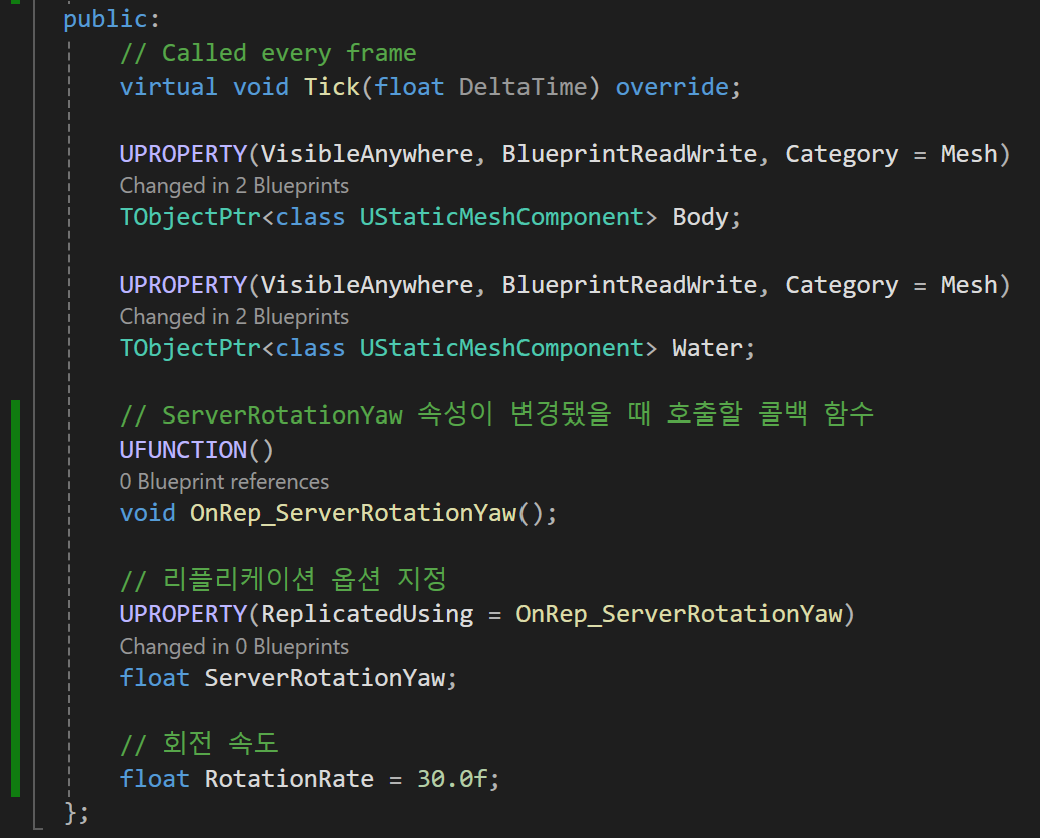 public:
// Called every frame
virtual void Tick(float DeltaTime) override;
UPROPERTY(VisibleAnywhere, BlueprintReadWrite, Category = Mesh)
Changed in 2 Blueprints
TObjectPtr<class UStaticMeshComponent> Body;
UPROPERTY(VisibleAnywhere, BlueprintReadWrite, Category = Mesh)
Changed in 2 Blueprints
TObjectPtr<class UStaticMeshComponent> Water;
// ServerRotationYaw 속성이 변경됐을 때 호출할 콜백 함수
UFUNCTION()
0 Blueprint references
void OnRep_ServerRotationYaw();
// 리플리케이션 옵션 지정
UPROPERTY(ReplicatedUsing = OnRep_ServerRotationYaw)
Changed in 0 Blueprints
float ServerRotationYaw;
// 회전 속도
float RotationRate = 30.0f;
};